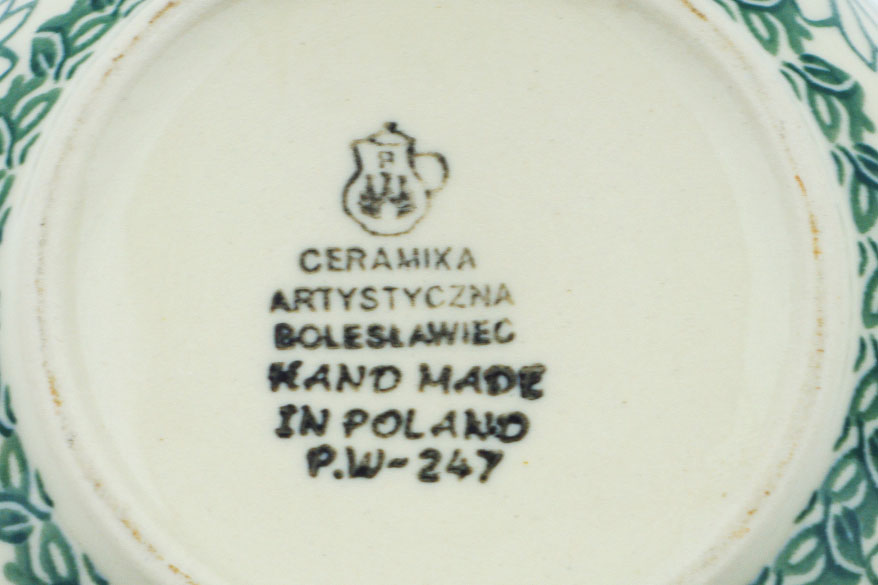 P
CERAMIKA
ARTYSTYCZNA
BOLESŁAWIEC
HAND MADE
IN POLAND
P.W-247